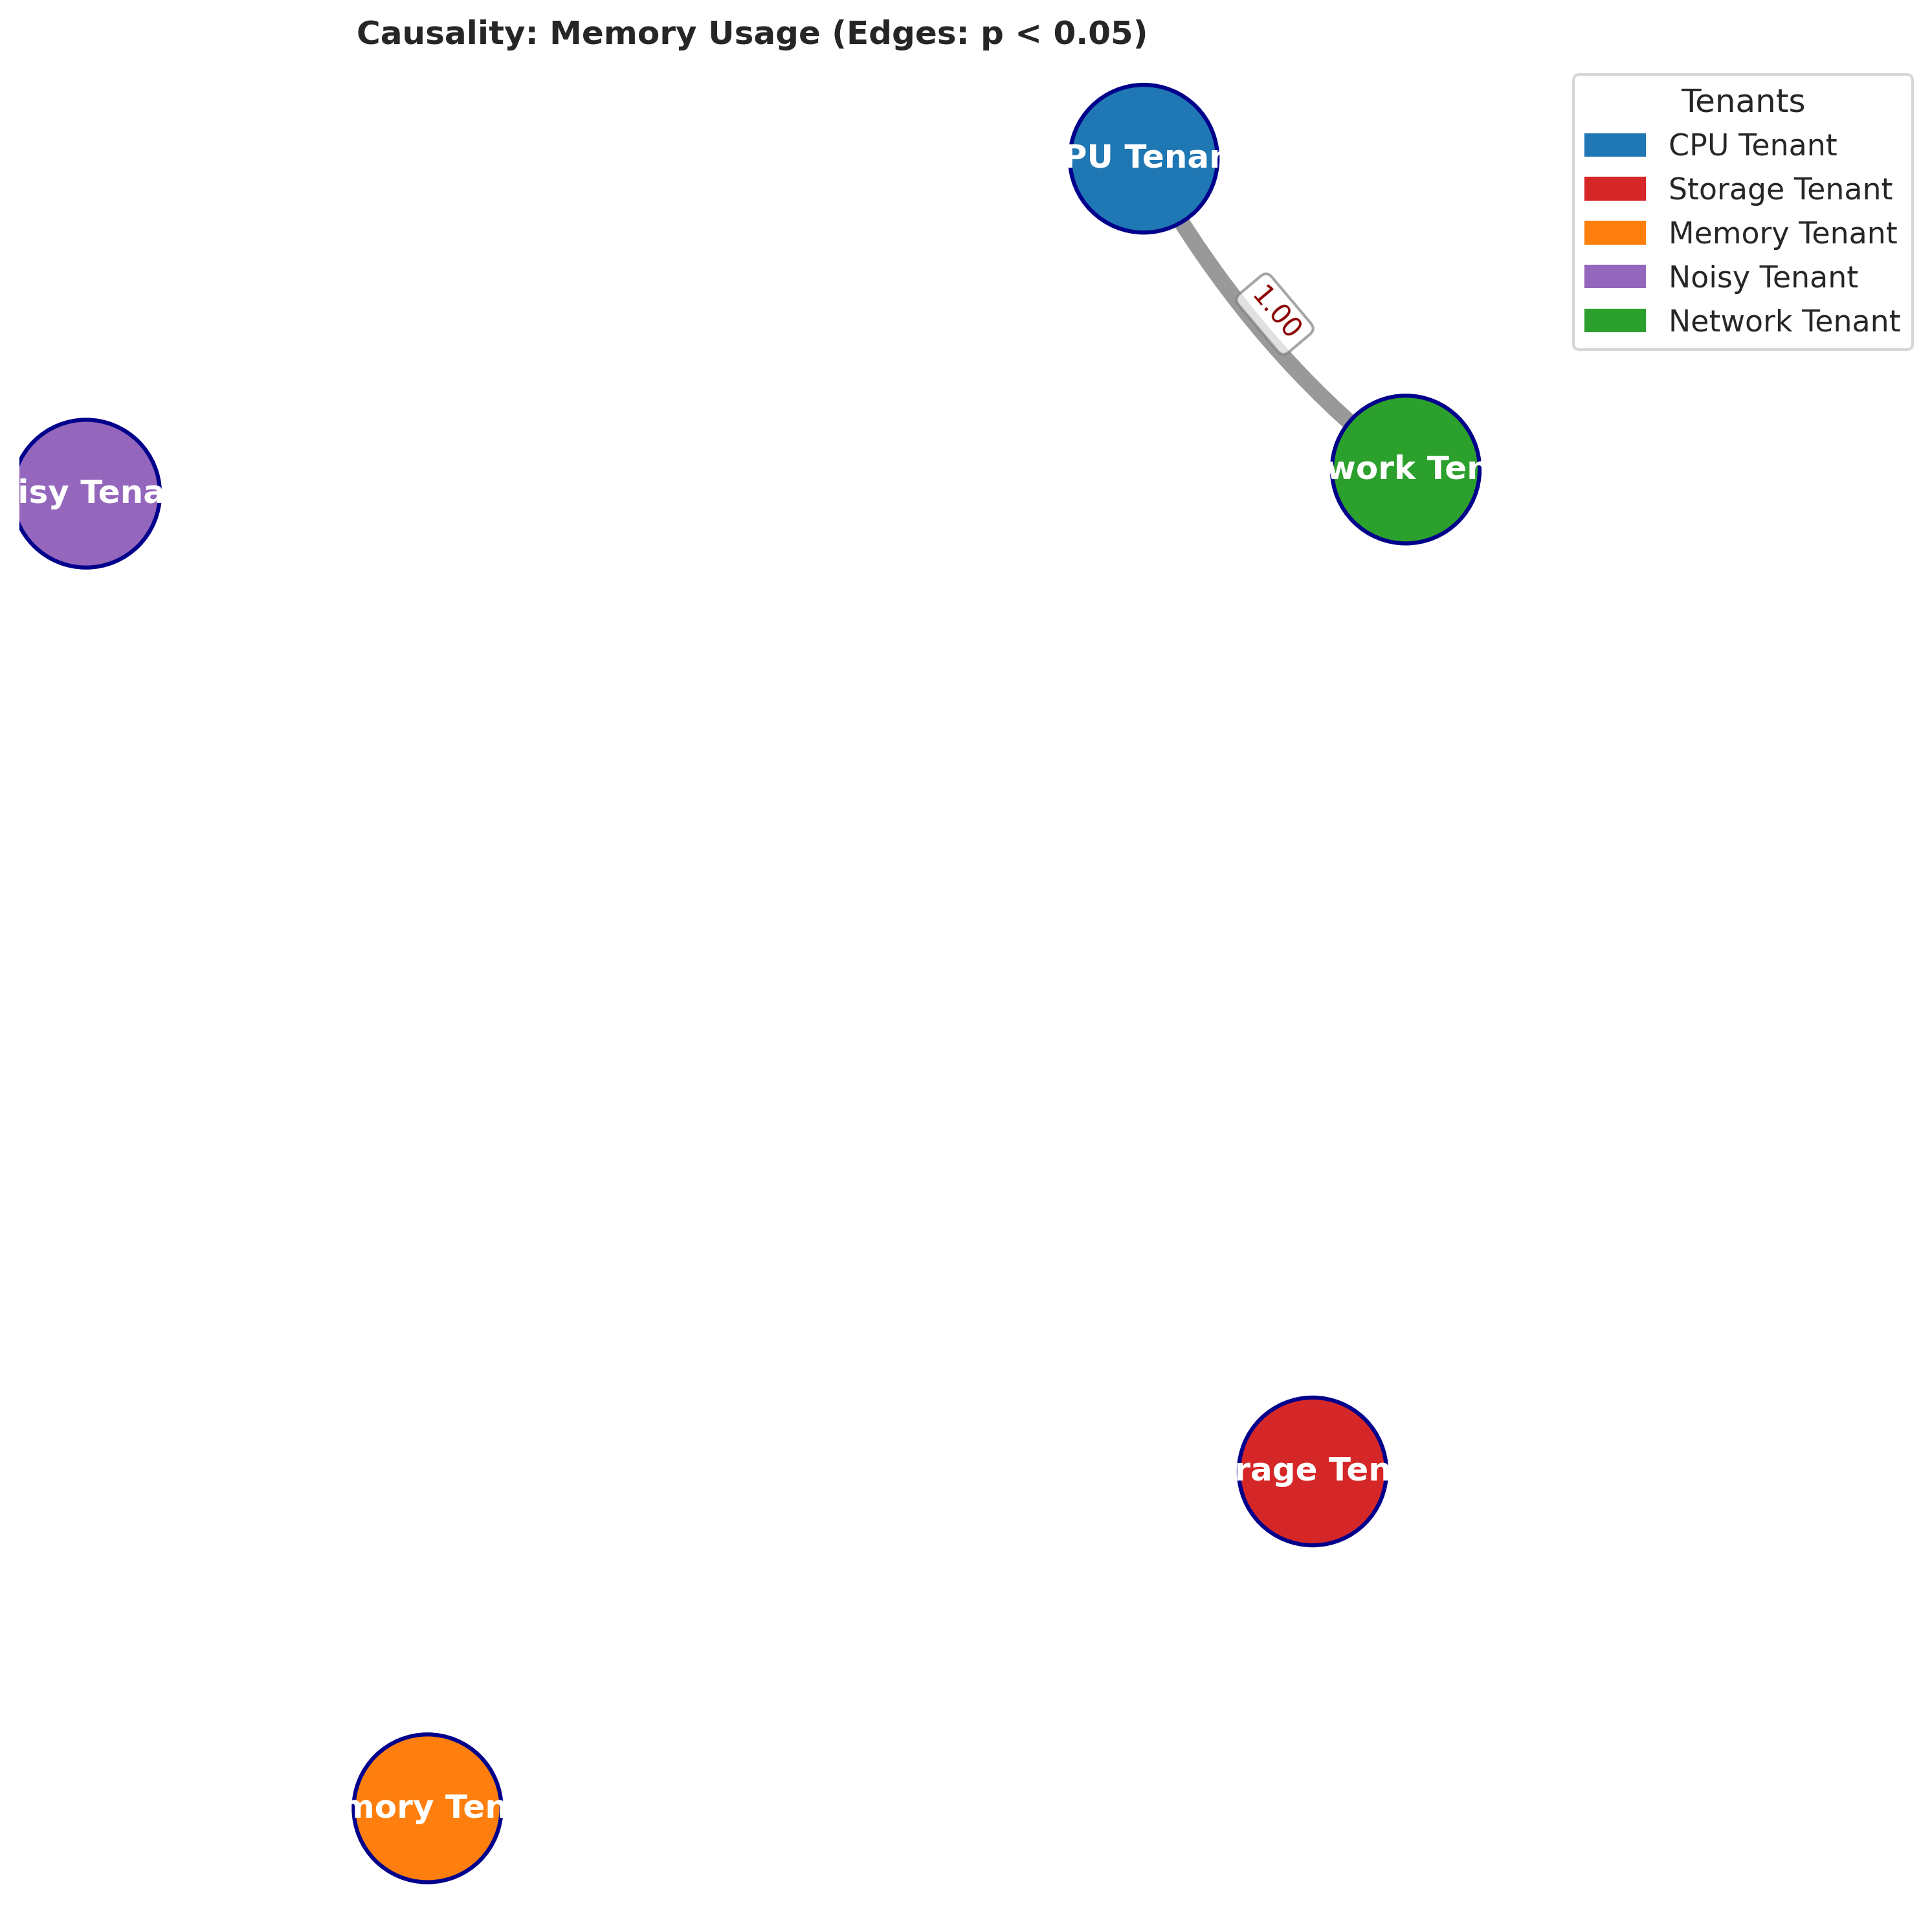 Causality: Memory Usage (Edges: p < 0.05)
Tenants
CPU Tenant
Storage Tenant
Memory Tenant
Noisy Tenant
Network Tenant
PU Tenan
1.00
work Ten
isy Tena
rage Ten
mory Ten